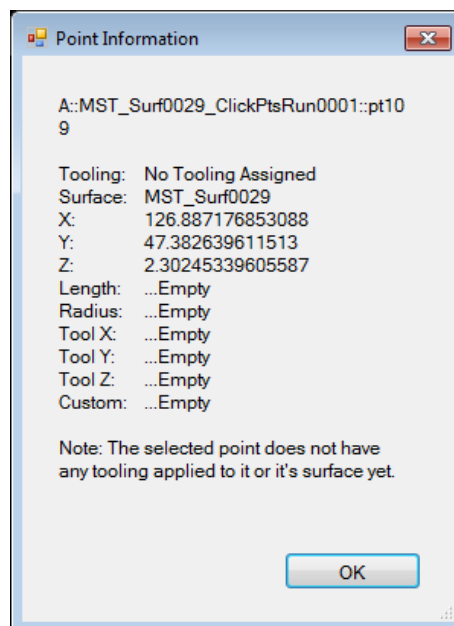 Point Information
A::MST_Surf0029_ClickPtsRun0001::pt10
9
Tooling: No Tooling Assigned
Surface: MST_Surf0029
X: 126.887176853088
Y: 47.382639611513
Z: 2.30245339605587
Length: ...Empty
Radius: ...Empty
Tool X: ...Empty
Tool Y: ...Empty
Tool Z: ...Empty
Custom: ...Empty
Note: The selected point does not have
any tooling applied to it or it's surface yet.
OK